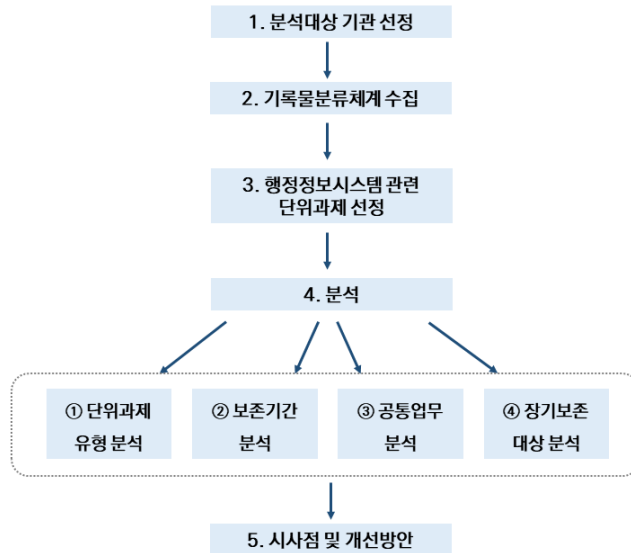 1. 분석대상 기관 선정
2. 기록물분류체계 수집
3. 행정정보시스템 관련
단위과제 선정
4. 분석
① 단위과제
유형 분석
② 보존기간
분석
③ 공통업무
분석
④ 장기보존
대상 분석
5. 시사점 및 개선방안